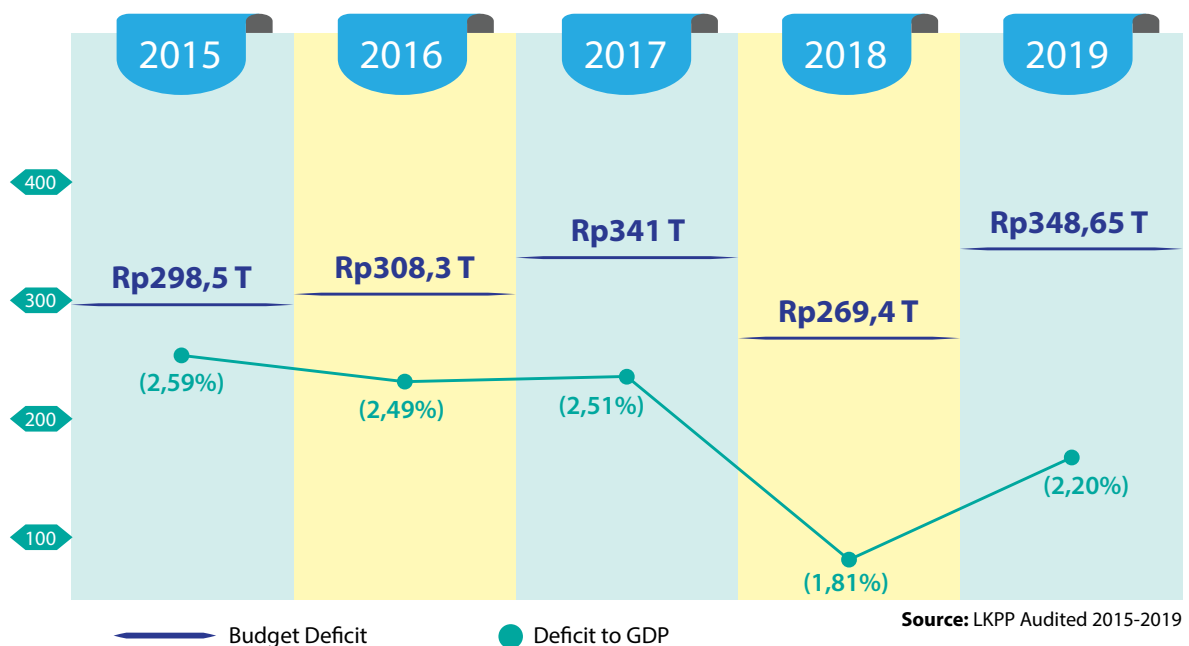 2015
2016
2017
2018
2019
400
300
200
100
Rp298,5 T
Rp308,3 T
Rp341 T
Rp269,4 T
Rp348,65 T
(2,59%)
(2,49%)
(2,51%)
(1,81%)
(2,20%)
Budget Deficit
Deficit to GDP
Source: LKPP Audited 2015-2019